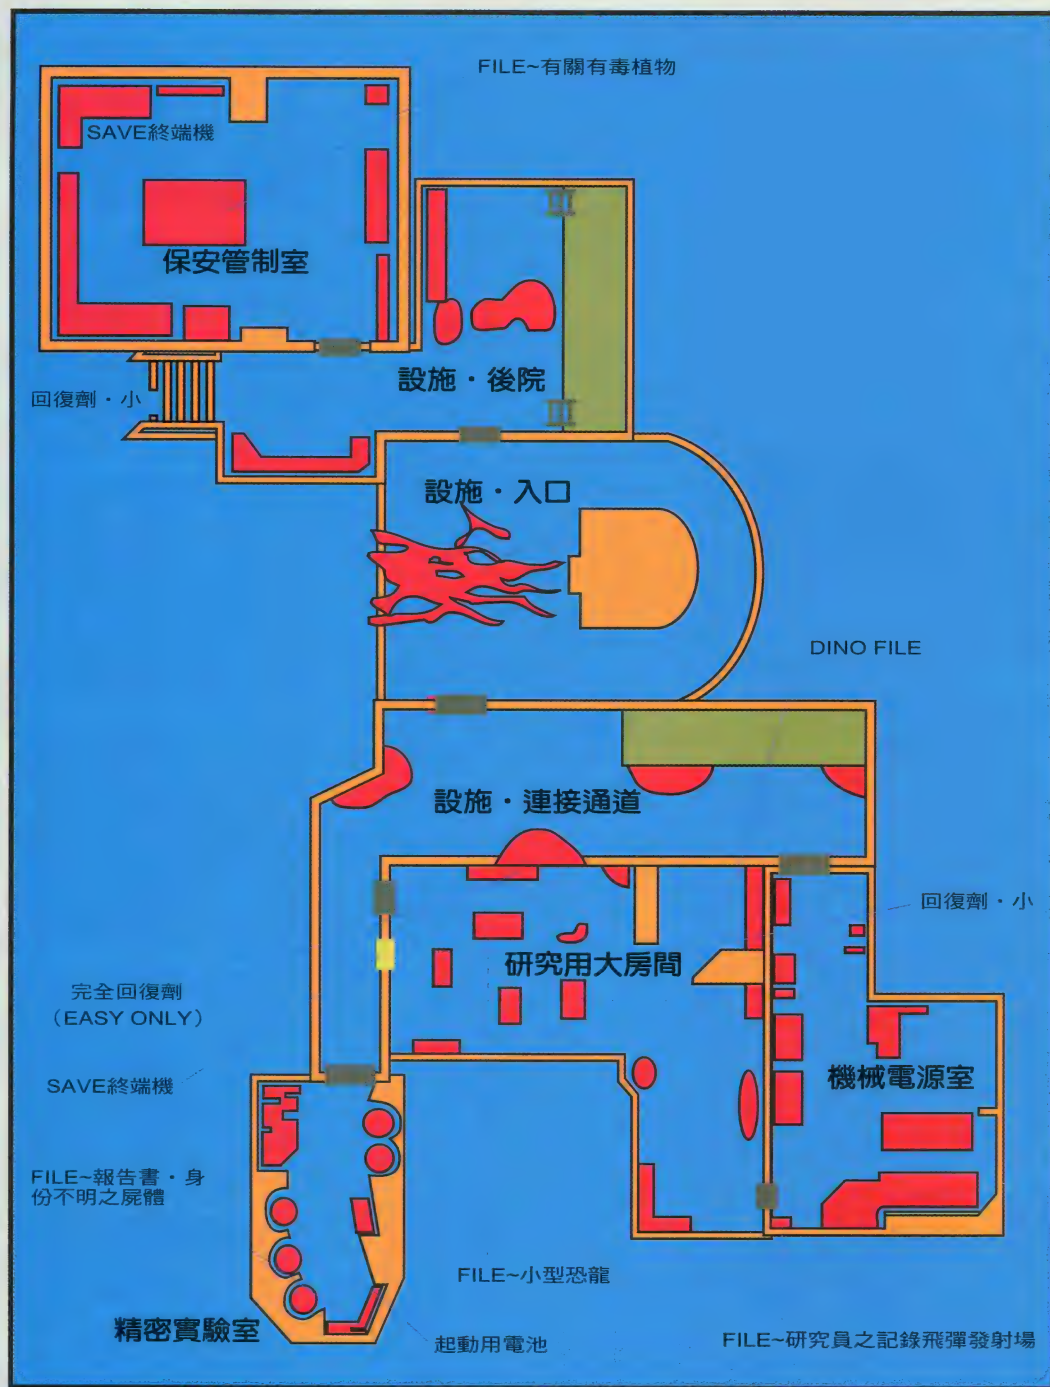 FILE~有關有毒植物
SAVE終端機
保安管制室
設施・後院
回復劑・小
設施・入口
DINO FILE
設施・連接通道
回復劑・小
研究用大房間
完全回復劑
（EASY ONLY）
機械電源室
SAVE終端機
FILE~報告書・身
份不明之屍體
FILE~小型恐龍
精密實驗室
起動用電池
FILE~研究員之記錄飛彈發射場